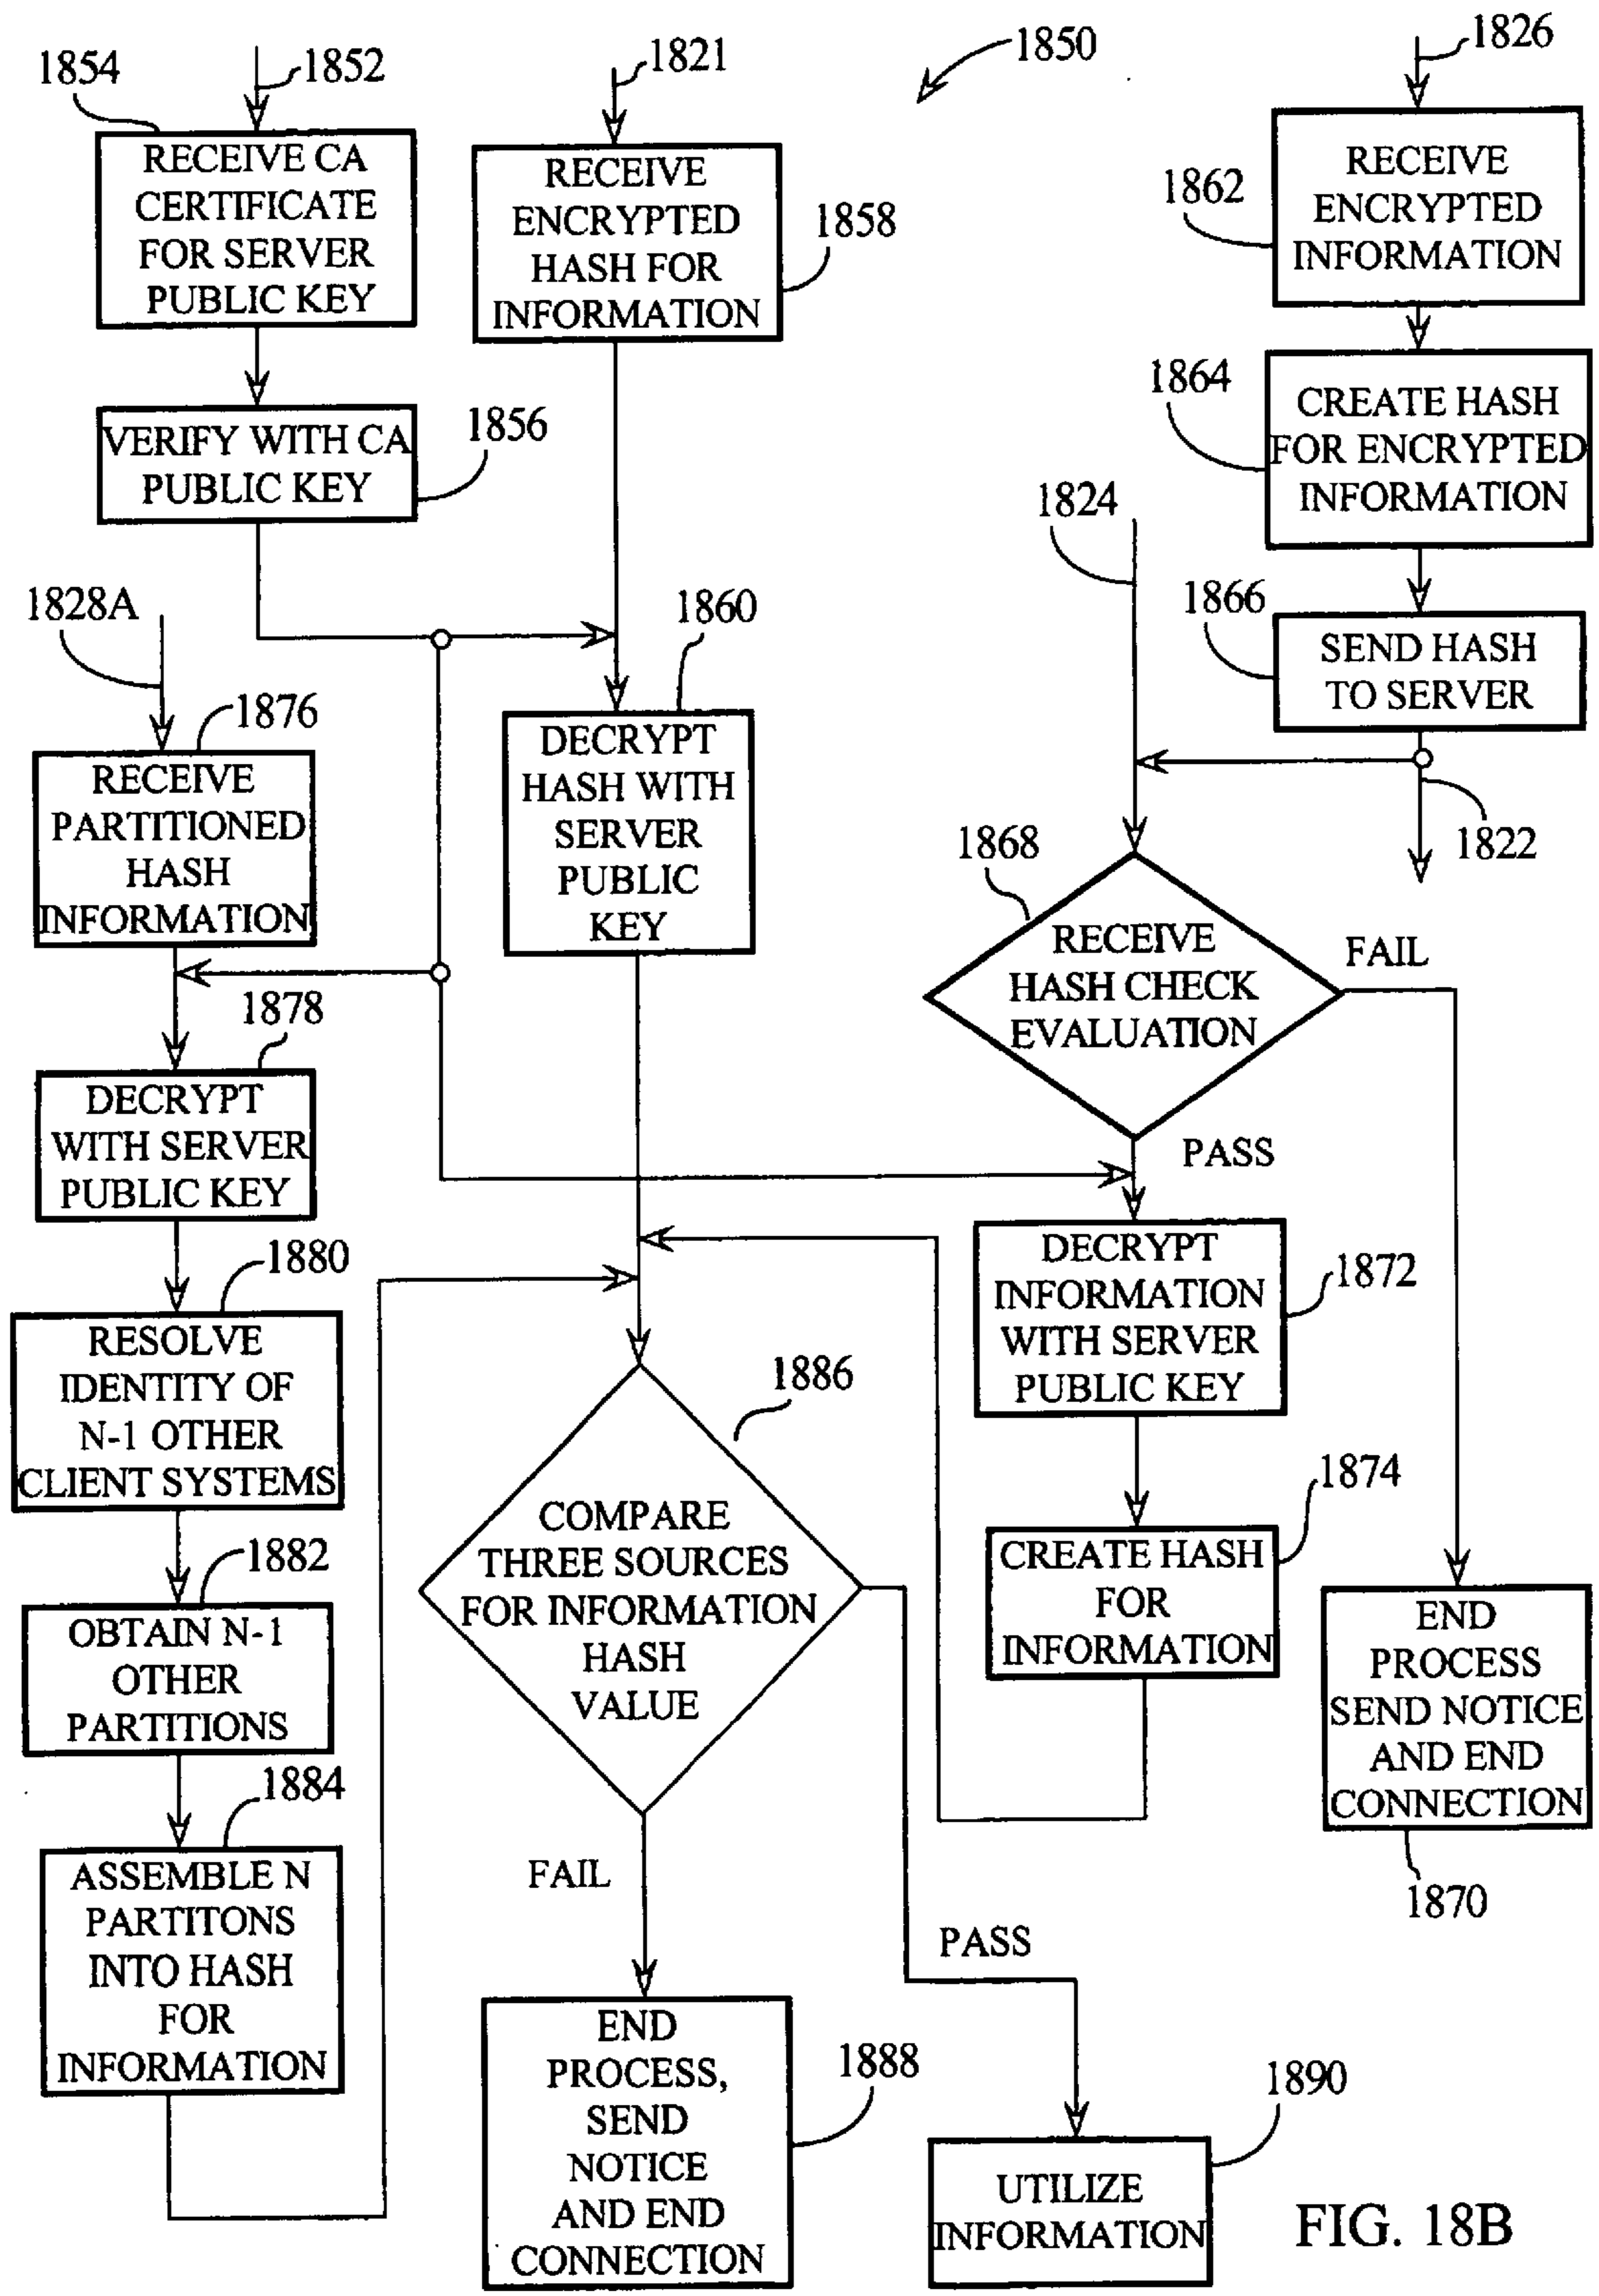 1854
1852
1821
1850
1826
RECEIVE CA
CERTIFICATE
FOR SERVER
PUBLIC KEY
RECEIVE
ENCRYPTED
HASH FOR
INFORMATION
1858
1862
RECEIVE
ENCRYPTED
INFORMATION
VERIFY WITH CA
PUBLIC KEY
1856
1864
CREATE HASH
FOR ENCRYPTED
INFORMATION
1824
1828A
1860
1866
SEND HASH
TO SERVER
1876
RECEIVE
PARTITIONED
HASH
INFORMATION
DECRYPT
HASH WITH
SERVER
PUBLIC
KEY
1822
1868
RECEIVE
HASH CHECK
EVALUATION
FAIL
PASS
1878
DECRYPT
WITH SERVER
PUBLIC KEY
1880
RESOLVE
IDENTITY OF
N-1 OTHER
CLIENT SYSTEMS
DECRYPT
INFORMATION
WITH SERVER
PUBLIC KEY
1872
1886
COMPARE
THREE SOURCES
FOR INFORMATION
HASH
VALUE
1874
CREATE HASH
FOR
INFORMATION
1882
OBTAIN N-1
OTHER
PARTITIONS
END
PROCESS
SEND NOTICE
AND END
CONNECTION
1870
1884
ASSEMBLE N
PARTITONS
INTO HASH
FOR
INFORMATION
FAIL
PASS
END
PROCESS,
SEND
NOTICE
AND END
CONNECTION
1888
1890
UTILIZE
INFORMATION
FIG. 18B